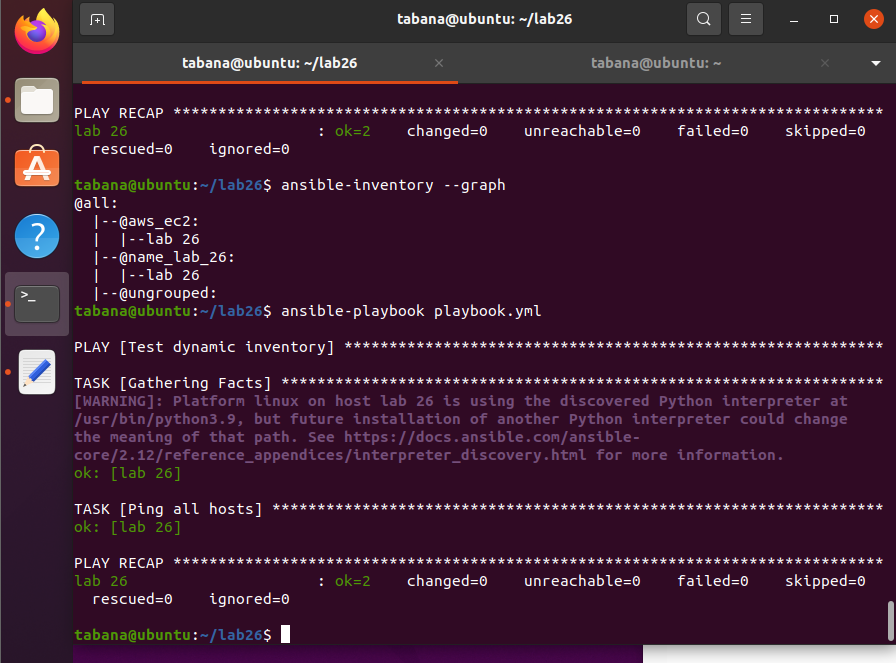 tabana@ubuntu: ~/lab26
tabana@ubuntu: ~/lab26
tabana@ubuntu: ~
PLAY RECAP *******************************************************************************
lab 26                     : ok=2    changed=0    unreachable=0    failed=0    skipped=0
  rescued=0    ignored=0
tabana@ubuntu:~/lab26$ ansible-inventory --graph
@all:
  |--@aws_ec2:
  |  |--lab 26
  |--@name_lab_26:
  |  |--lab 26
  |--@ungrouped:
tabana@ubuntu:~/lab26$ ansible-playbook playbook.yml
PLAY [Test dynamic inventory] ************************************************************
TASK [Gathering Facts] *******************************************************************
[WARNING]: Platform linux on host lab 26 is using the discovered Python interpreter at
/usr/bin/python3.9, but future installation of another Python interpreter could change
the meaning of that path. See https://docs.ansible.com/ansible-
core/2.12/reference_appendices/interpreter_discovery.html for more information.
ok: [lab 26]
TASK [Ping all hosts] ********************************************************************
ok: [lab 26]
PLAY RECAP *******************************************************************************
lab 26                     : ok=2    changed=0    unreachable=0    failed=0    skipped=0
  rescued=0    ignored=0
tabana@ubuntu:~/lab26$